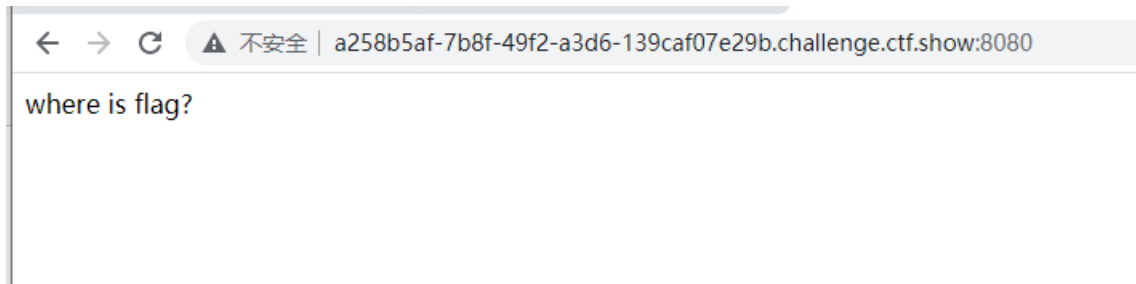 不安全 a258b5af-7b8f-49f2-a3d6-139caf07e29b.challenge.ctf.show:8080
where is flag?